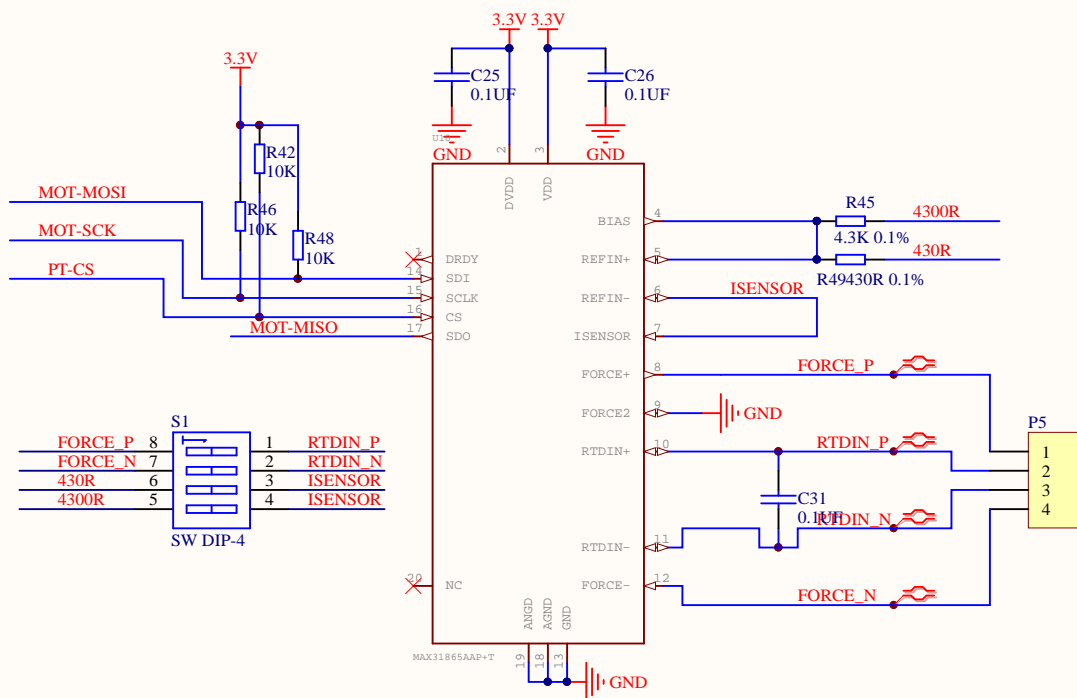 3.3V 3.3V
3.3V
C25
0.1UF
C26
0.1UF
GND
GND
2
3
DVDD
VDD
R42
10K
R46
10K
R48
10K
MOT-MOSI
MOT-SCK
PT-CS
MOT-MISO
1 DRDY
14 SDI
15 SCLK
16 CS
17 SDO
20 NC
BIAS 4
REFIN+ 5
REFIN- 6
ISENSOR 7
FORCE+ 8
FORCE2 9
RTDIN+ 10
RTDIN- 11
FORCE- 12
R45
4300R
4.3K 0.1%
430R
R49430R 0.1%
ISENSOR
FORCE_P
GND
RTDIN_P
C31
0.1UF
RTDIN_N
FORCE_N
P5
1
2
3
4
S1
FORCE_P 8 1 RTDIN_P
FORCE_N 7 2 RTDIN_N
430R 6 3 ISENSOR
4300R 5 4 ISENSOR
SW DIP-4
ANGD
AGND
GND
MAX31865AAP+T
19
18
13
GND